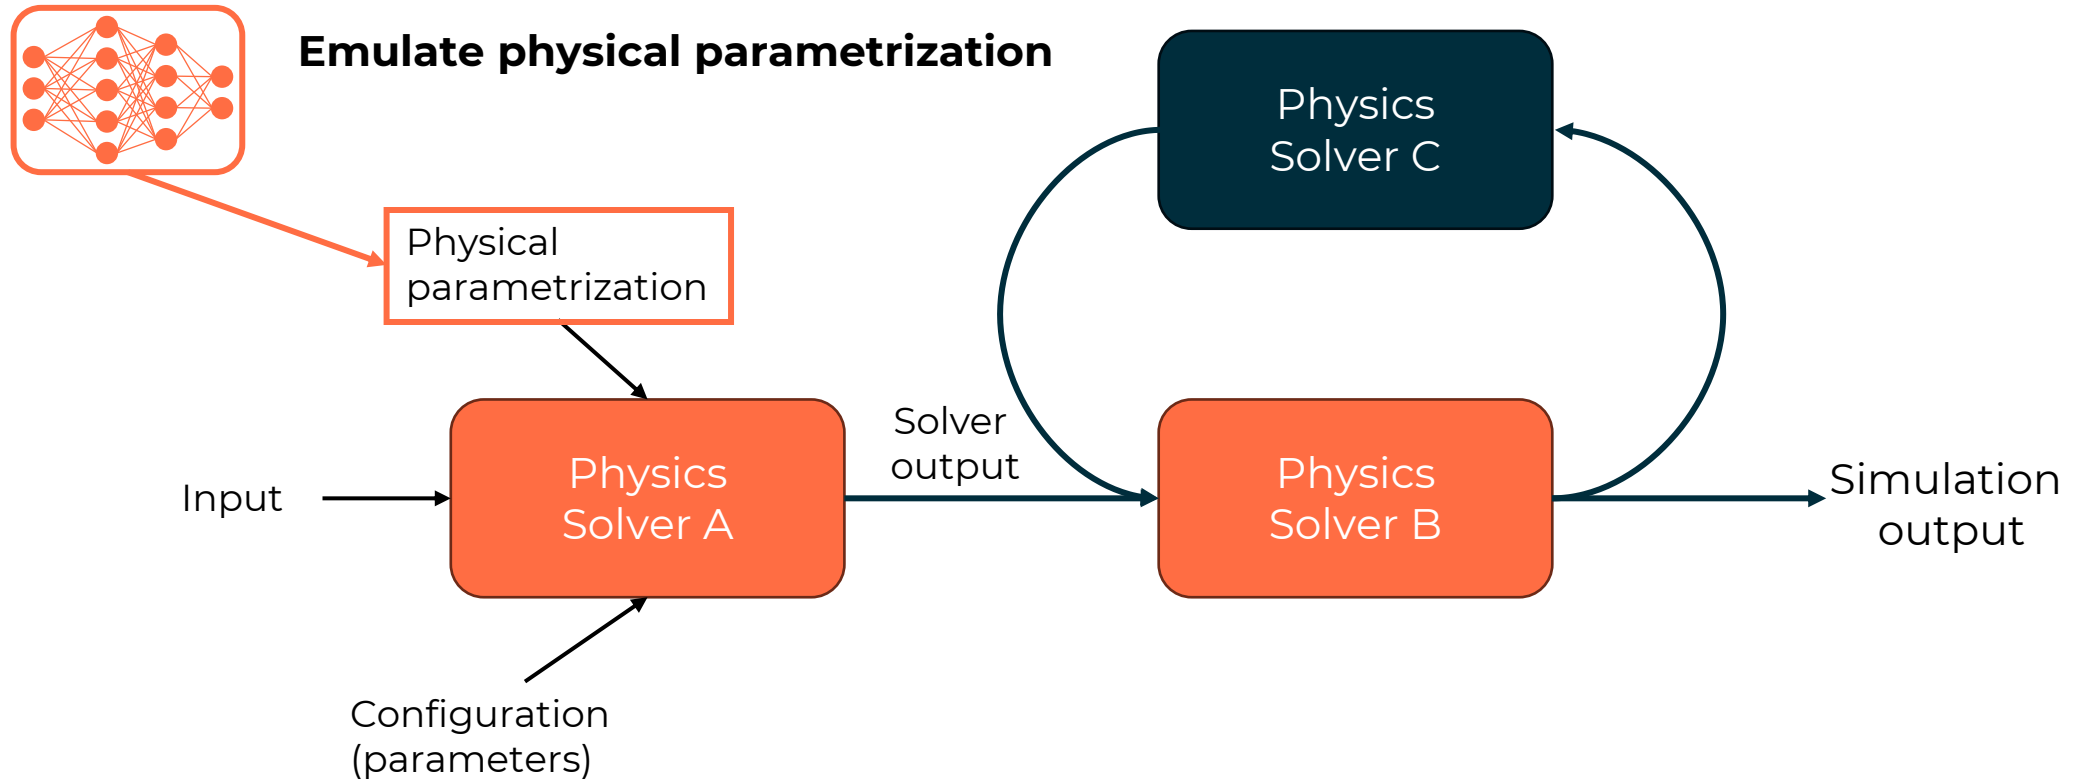 Emulate physical parametrization
Physics
Solver C
Physical
parametrization
Solver
output
Input
Physics
Solver A
Physics
Solver B
Simulation
output
Configuration
(parameters)